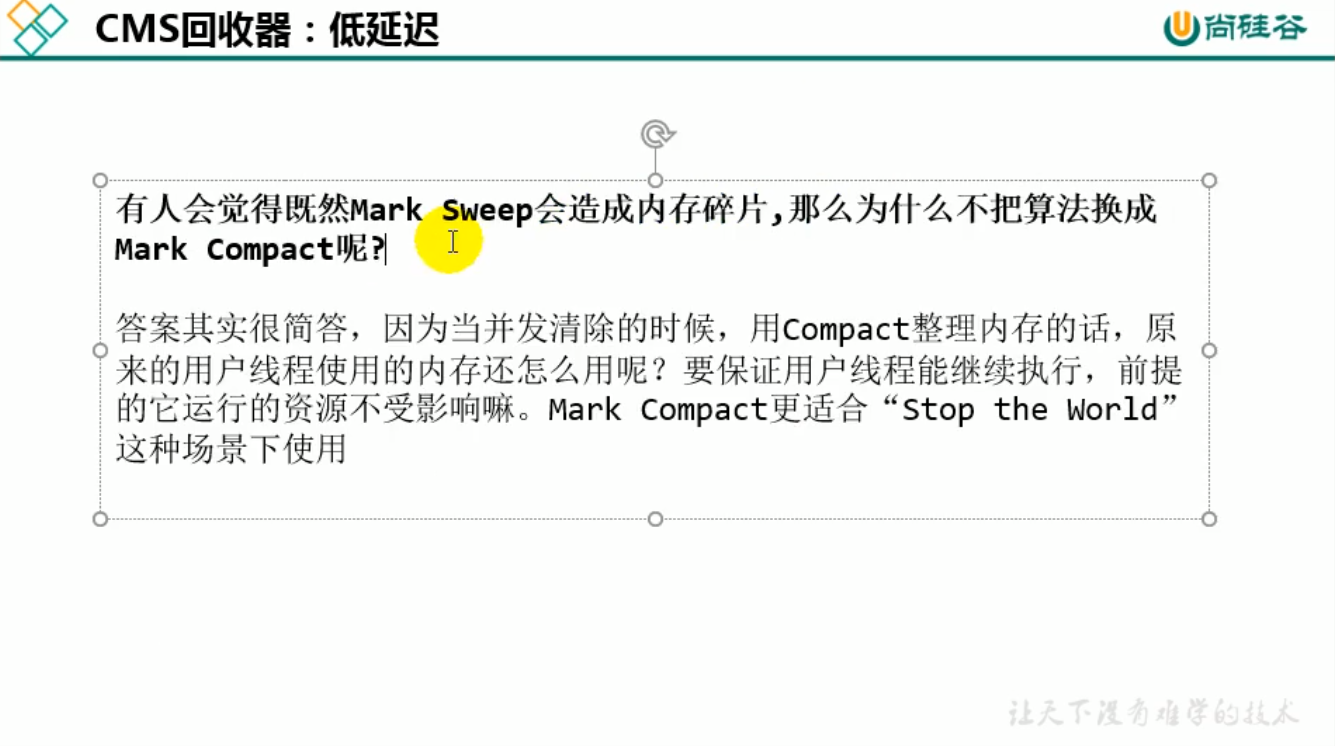 CMS回收器：低延迟
尚硅谷
有人会觉得既然Mark Sweep会造成内存碎片,那么为什么不把算法换成
Mark Compact呢?
答案其实很简答，因为当并发清除的时候，用Compact整理内存的话，原
来的用户线程使用的内存还怎么用呢？要保证用户线程能继续执行，前提
的它运行的资源不受影响嘛。Mark Compact更适合“Stop the World”
这种场景下使用
让天下没有难学的技术